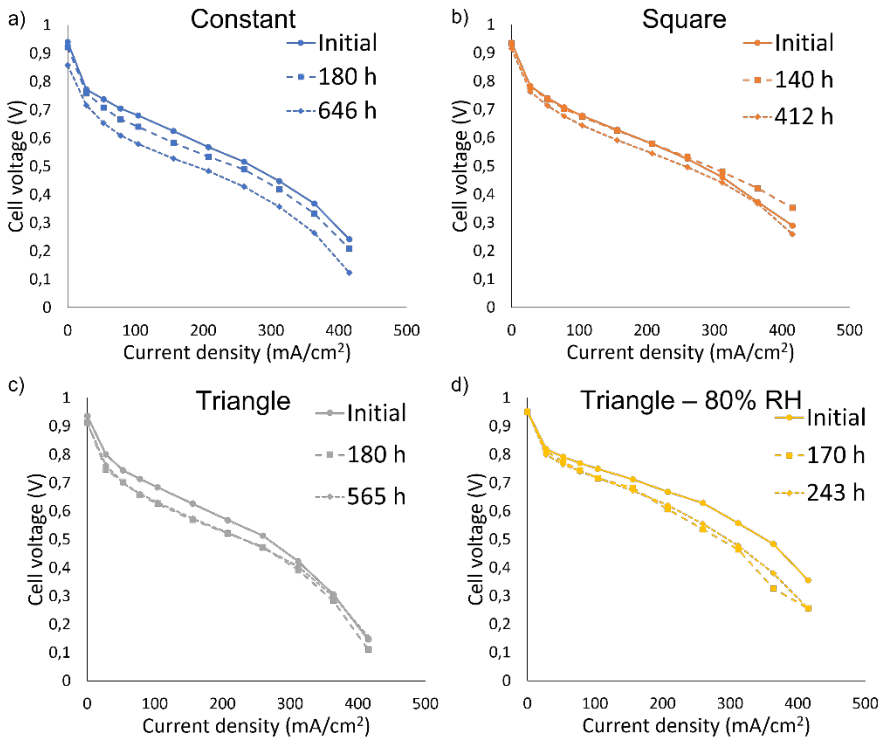 a)
Constant
Initial
180 h
646 h
Cell voltage (V)
1
0,9
0,8
0,7
0,6
0,5
0,4
0,3
0,2
0,1
0
0 100 200 300 400 500
Current density (mA/cm²)
b)
Square
Initial
140 h
412 h
Cell voltage (V)
1
0,9
0,8
0,7
0,6
0,5
0,4
0,3
0,2
0,1
0
0 100 200 300 400 500
Current density (mA/cm²)
c)
Triangle
Initial
180 h
565 h
Cell voltage (V)
1
0,9
0,8
0,7
0,6
0,5
0,4
0,3
0,2
0,1
0
0 100 200 300 400 500
Current density (mA/cm²)
d)
Triangle – 80% RH
Initial
170 h
243 h
Cell voltage (V)
1
0,9
0,8
0,7
0,6
0,5
0,4
0,3
0,2
0,1
0
0 100 200 300 400 500
Current density (mA/cm²)